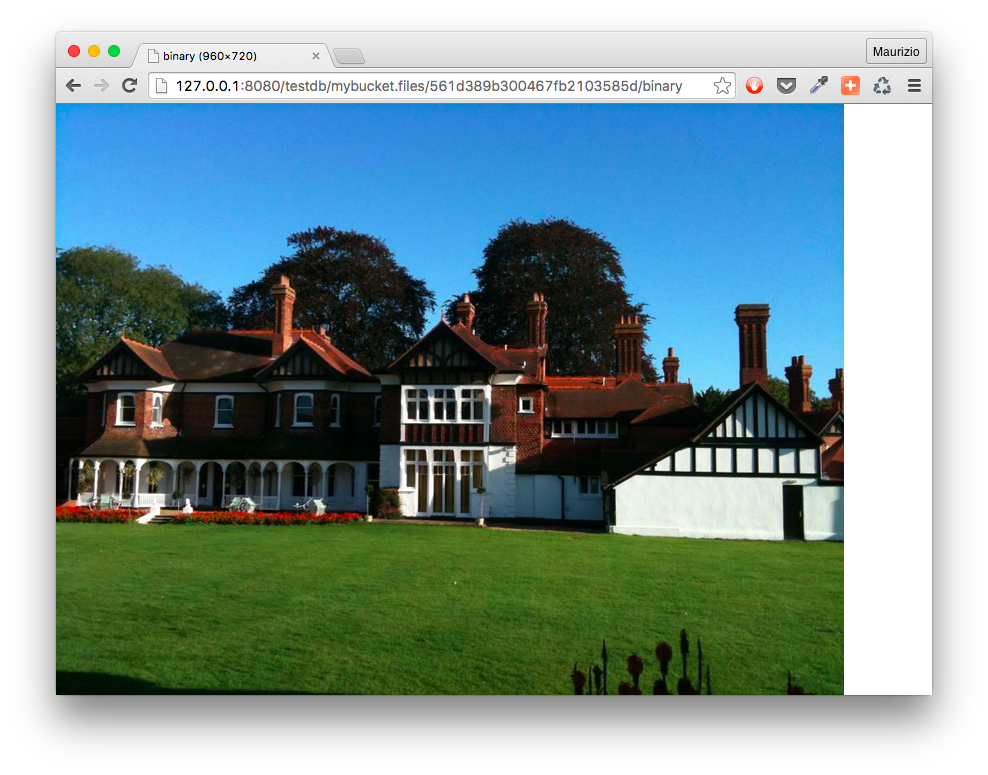 binary (960×720)
Maurizio
127.0.0.1:8080/testdb/mybucket.files/561d389b300467fb2103585d/binary